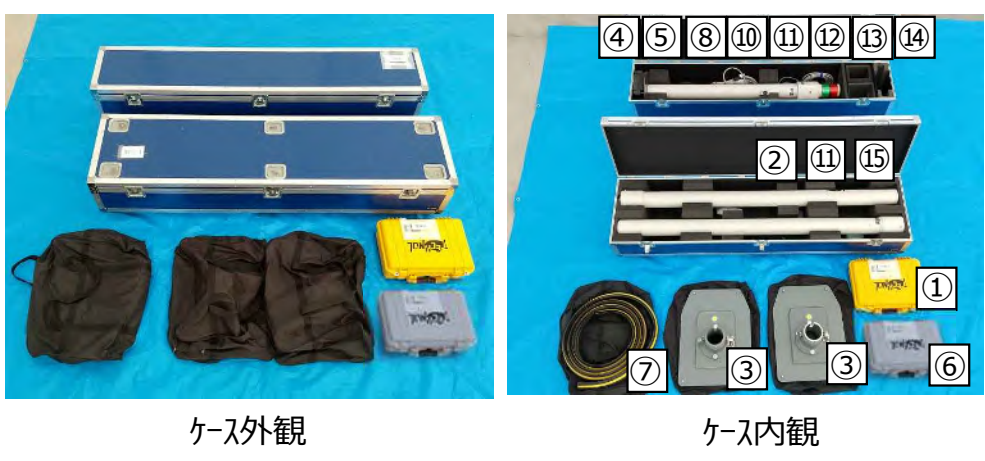 ④ ⑤ ⑧ ⑩ ⑪ ⑫ ⑬ ⑭
② ⑪ ⑮
①
⑦ ③ ③ ⑥
ケース外観
ケース内観